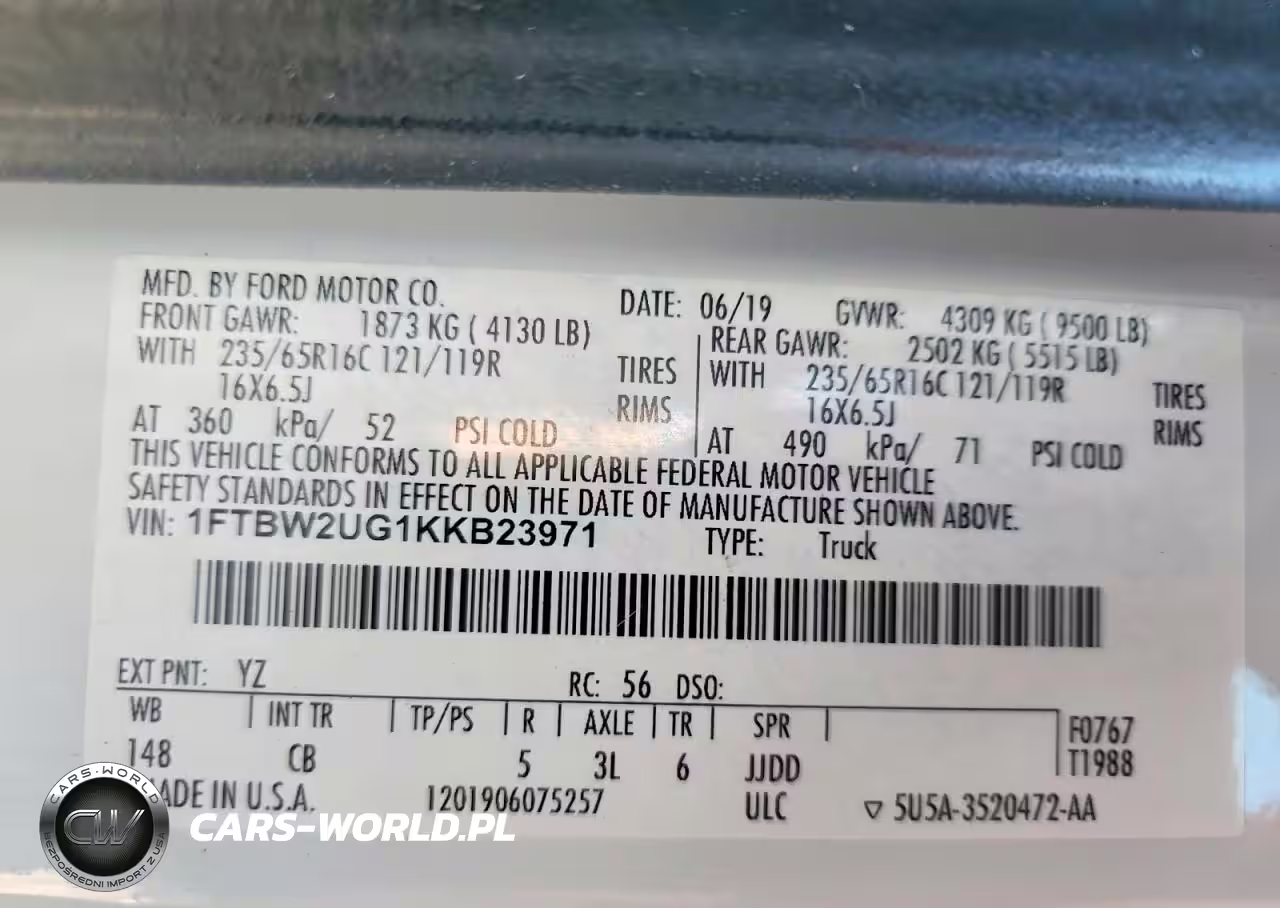 MFD. BY FORD MOTOR CO. DATE: 06/19 GVWR: 4309 KG ( 9500 LB)
FRONT GAWR: 1873 KG ( 4130 LB) REAR GAWR: 2502 KG ( 5515 LB)
WITH 235/65R16C 121/119R TIRES WITH 235/65R16C 121/119R TIRES
16X6.5J RIMS 16X6.5J RIMS
AT 360 kPa/ 52 PSI COLD AT 490 kPa/ 71 PSI COLD
THIS VEHICLE CONFORMS TO ALL APPLICABLE FEDERAL MOTOR VEHICLE
SAFETY STANDARDS IN EFFECT ON THE DATE OF MANUFACTURE SHOWN ABOVE.
VIN: 1FTBW2UG1KKB23971 TYPE: Truck
EXT PNT: YZ RC: 56 DSO:
WB INT TR TP/PS R AXLE TR SPR F0767
148 CB 5 3L 6 JJDD T1988
ADE IN U.S.A. 1201906075257 ULC ▽ 5U5A-3520472-AA
CARS-WORLD
CW
BEZPOŚREDNI IMPORT Z USA
CARS-WORLD.PL